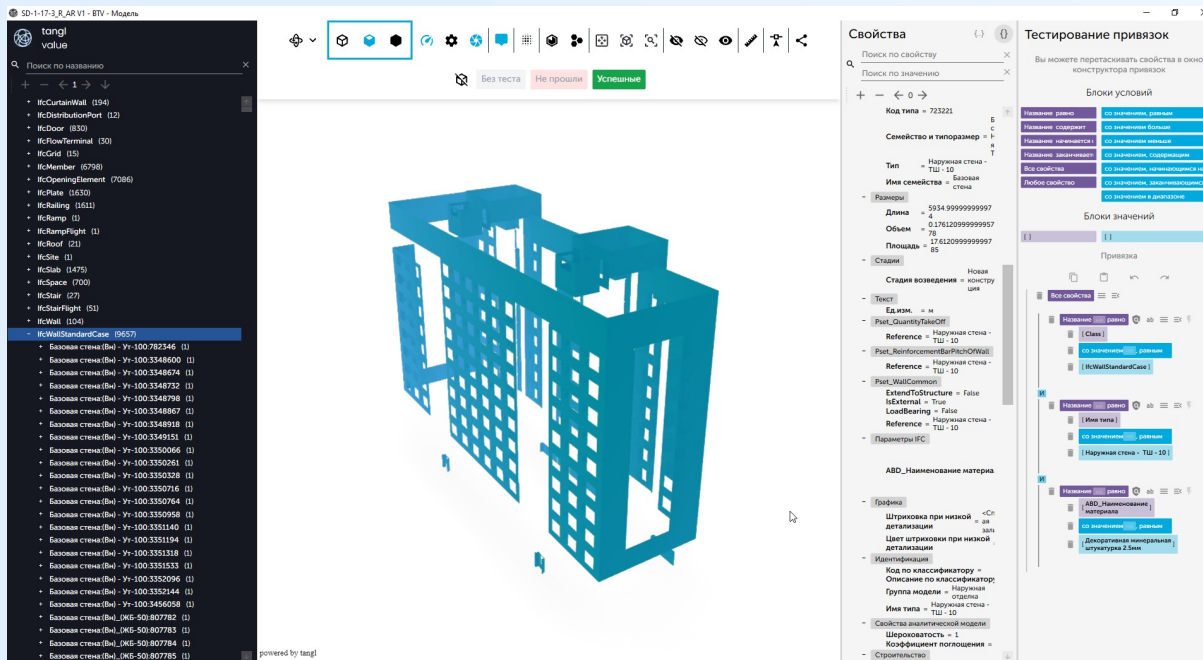 SD-1-17-3_R_AR V1 - BTV - Модель
tangl
value
Поиск по названию
1
IfcCurtainWall (194)
IfcDistributionPort (12)
IfcDoor (830)
IfcFlowTerminal (30)
IfcGrid (15)
IfcMember (6798)
IfcOpeningElement (7086)
IfcPlate (1630)
IfcRailing (1611)
IfcRamp (1)
IfcRampFlight (1)
IfcRoof (21)
IfcSite (1)
IfcSlab (1475)
IfcSpace (700)
IfcStair (27)
IfcStairFlight (51)
IfcWall (104)
IfcWallStandardCase (9657)
Базовая стена:(Вн) - Ут-100:782346 (1)
Базовая стена:(Вн) - Ут-100:3348600 (1)
Базовая стена:(Вн) - Ут-100:3348674 (1)
Базовая стена:(Вн) - Ут-100:3348732 (1)
Базовая стена:(Вн) - Ут-100:3348798 (1)
Базовая стена:(Вн) - Ут-100:3348867 (1)
Базовая стена:(Вн) - Ут-100:3348918 (1)
Базовая стена:(Вн) - Ут-100:3349151 (1)
Базовая стена:(Вн) - Ут-100:3350066 (1)
Базовая стена:(Вн) - Ут-100:3350261 (1)
Базовая стена:(Вн) - Ут-100:3350328 (1)
Базовая стена:(Вн) - Ут-100:3350716 (1)
Базовая стена:(Вн) - Ут-100:3350764 (1)
Базовая стена:(Вн) - Ут-100:3350958 (1)
Базовая стена:(Вн) - Ут-100:3351140 (1)
Базовая стена:(Вн) - Ут-100:3351194 (1)
Базовая стена:(Вн) - Ут-100:3351318 (1)
Базовая стена:(Вн) - Ут-100:3351533 (1)
Базовая стена:(Вн) - Ут-100:3352096 (1)
Базовая стена:(Вн) - Ут-100:3352144 (1)
Базовая стена:(Вн) - Ут-100:3456058 (1)
Базовая стена:(Вн)_(ЖБ-50):807782 (1)
Базовая стена:(Вн)_(ЖБ-50):807783 (1)
Базовая стена:(Вн)_(ЖБ-50):807784 (1)
Базовая стена:(Вн)_(ЖБ-50):807785 (1)
Без теста Не прошли Успешные
powered by tangl
Свойства
Поиск по свойству
Поиск по значению
0
Код типа = 723221
Семейство и типоразмер =
Тип = Наружная стена -
ТШ - 10
Имя семейства = Базовая
стена
Размеры
Длина = 5934.99999999997
4
Объем = 0.176120999999957
78
Площадь = 17.6120999999997
85
Стадии
Стадия возведения = Новая
констру
ция
Текст
Ед.изм. = м
Pset_QuantityTakeOff
Reference = Наружная стена -
ТШ - 10
Pset_ReinforcementBarPitchOfWall
Reference = Наружная стена -
ТШ - 10
Pset_WallCommon
ExtendToStructure = False
IsExternal = True
LoadBearing = False
Reference = Наружная стена -
ТШ - 10
Параметры IFC
ABD_Наименование материа
Графика
Штриховка при низкой
детализации =
Цвет штриховки при низкой
детализации
Идентификация
Код по классификатору =
Описание по классификатору
Группа модели = Наружная
отделка
Имя типа = Наружная стена -
ТШ - 10
Свойства аналитической модели
Шероховатость = 1
Коэффициент поглощения =
Строительство
Тестирование привязок
Вы можете перетаскивать свойства в окно
конструктора привязок
Блоки условий
Название равно со значением, равным
Название содержит со значением больше
Название начинается со значением меньше
Название заканчивает со значением, содержащим
Все свойства со значением, начинающимся на
Любое свойство со значением, заканчивающимся
со значением в диапазоне
Блоки значений
[ ] [ ]
Привязка
Все свойства
Название равно ab
[ Class ]
со значением , равным
[ IfcWallStandardCase ]
И
Название равно ab
[ Имя типа ]
со значением , равным
[ Наружная стена - ТШ - 10 ]
И
Название равно ab
[ ABD_Наименование
материала ]
со значением , равным
[ Декоративная минеральная
штукатурка 2.5мм ]